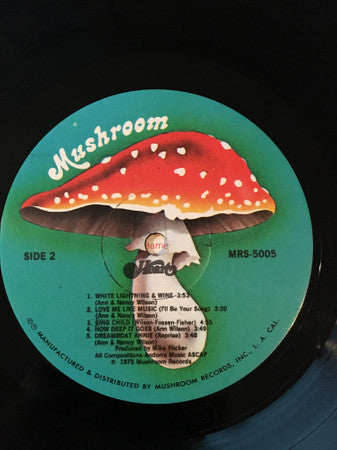 Mushroom
SIDE 2
MRS-5005
1. WHITE LIGHTNING & WINE 3:53
(Ann & Nancy Wilson)
2. LOVE ME LIKE MUSIC (I'll Be Your Song) 3:20
(Ann & Nancy Wilson)
3. SING CHILD (Wilson-Fossen-Fisher) 4:55
4. HOW DEEP IT GOES (Ann Wilson) 3:49
5. DREAMBOAT ANNIE (Reprise) 3:48
(Ann & Nancy Wilson)
Produced by Mike Flicker
All Compositions-Andorra Music ASCAP
℗ 1975 Mushroom Records
©℗ MANUFACTURED & DISTRIBUTED BY MUSHROOM RECORDS, INC., L. A. CAL.